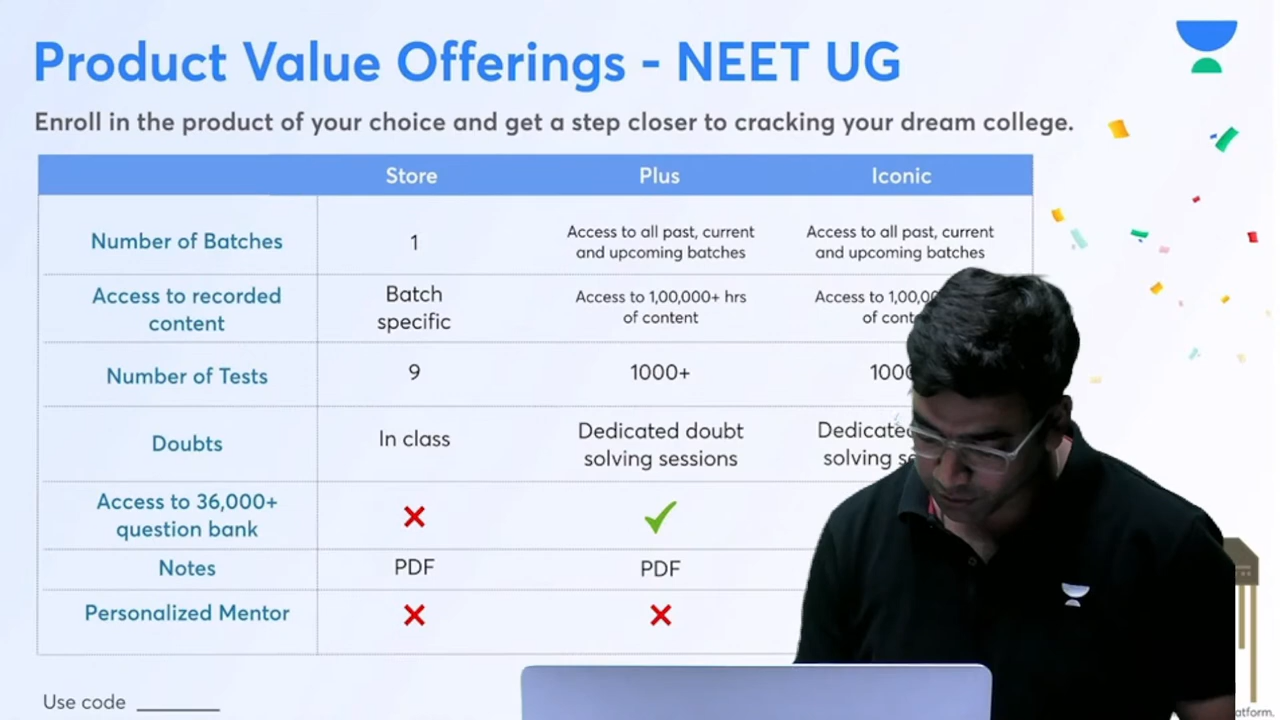 Product Value Offerings - NEET UG
Enroll in the product of your choice and get a step closer to cracking your dream college.
Store Plus Iconic
Number of Batches
1
Access to all past, current
and upcoming batches
Access to all past, current
and upcoming batches
Access to recorded
content
Batch
specific
Access to 1,00,000+ hrs
of content
Access to
of
Number of Tests
9
1000+
Doubts
In class
Dedicated doubt
solving sessions
solving
Access to 36,000+
question bank
Notes
PDF
PDF
Personalized Mentor
Use code